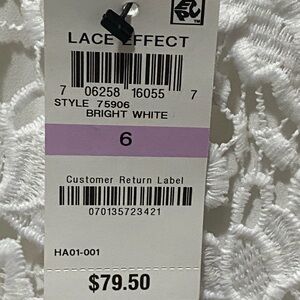 LACE EFFECT
7 06258 16055 7
STYLE 75906
BRIGHT WHITE
6
Customer Return Label
070135723421
HA01-001
$79.50